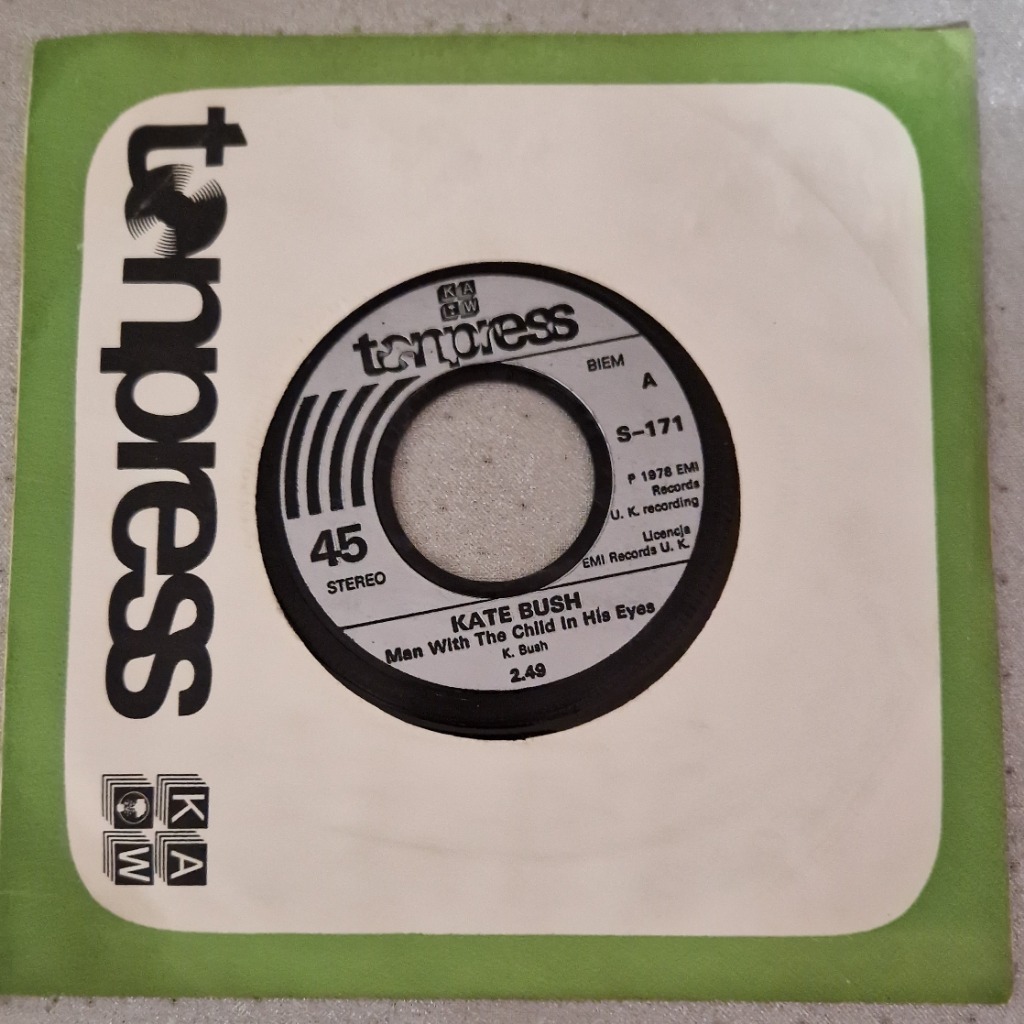 tonpress
K A
W
K A
W
tonpress
BIEM
A
S-171
P 1978 EMI
Records
U. K. recording
Licencja
EMI Records U. K.
45
STEREO
KATE BUSH
Man With The Child In His Eyes
K. Bush
2.49